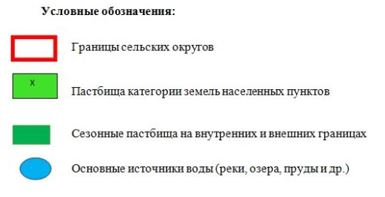 Условные обозначения:
Границы сельских округов
х
Пастбища категории земель населенных пунктов
Сезонные пастбища на внутренних и внешних границах
Основные источники воды (реки, озера, пруды и др.)